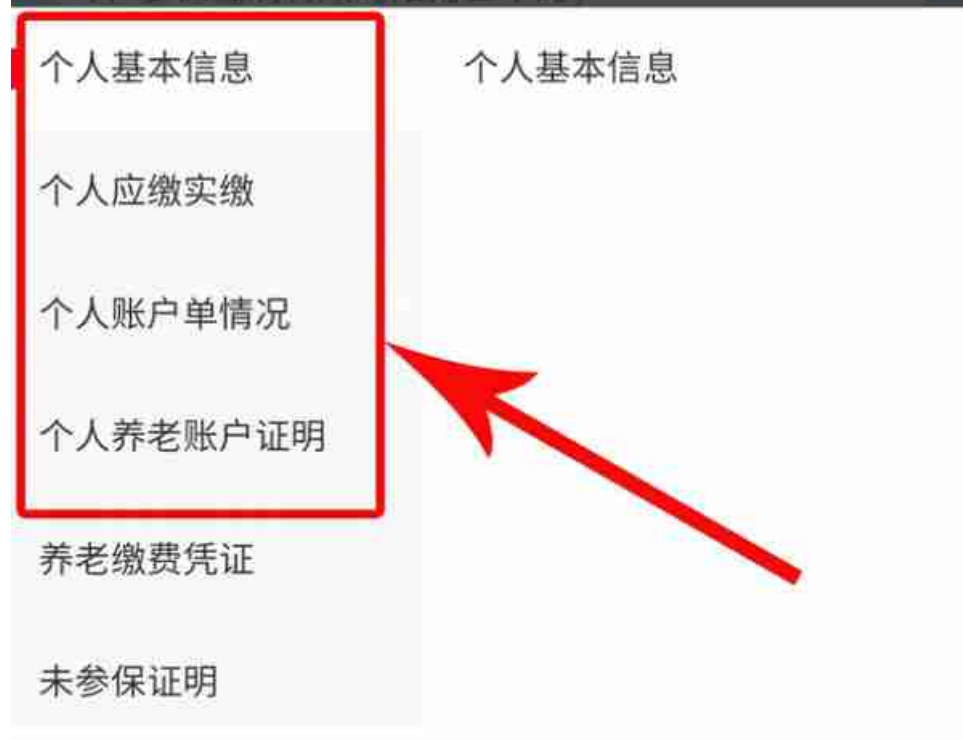 个人基本信息
个人基本信息
个人应缴实缴
个人账户单情况
个人养老账户证明
养老缴费凭证
未参保证明